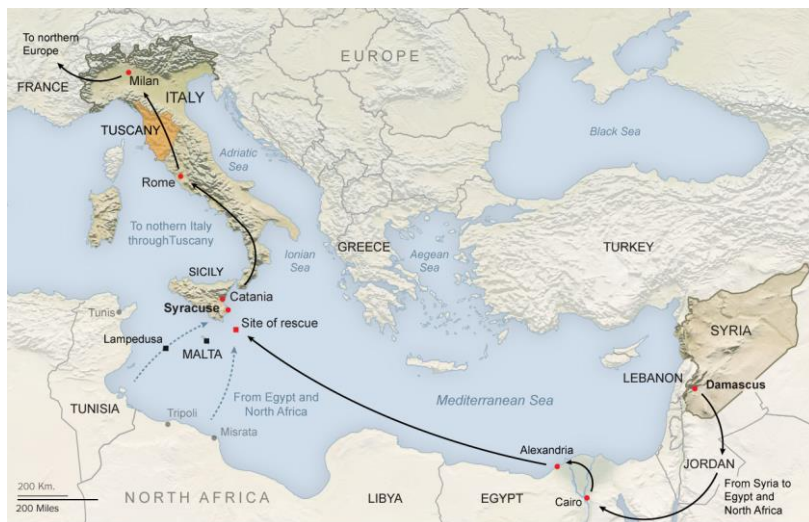 To northern
Europe
FRANCE
Milan
ITALY
EUROPE
TUSCANY
Adriatic
Sea
Black Sea
Rome
To nothern Italy
throughTuscany
Ionian
Sea
GREECE
Aegean
Sea
TURKEY
SICILY
Catania
Syracuse
Site of rescue
Tunis
Lampedusa
MALTA
SYRIA
LEBANON
Damascus
TUNISIA
From Egypt and
North Africa
Mediterranean Sea
Tripoli
Misrata
Alexandria
JORDAN
From Syria to
Egypt and
North Africa
Cairo
200 Km.
200 Miles
NORTH AFRICA
LIBYA
EGYPT